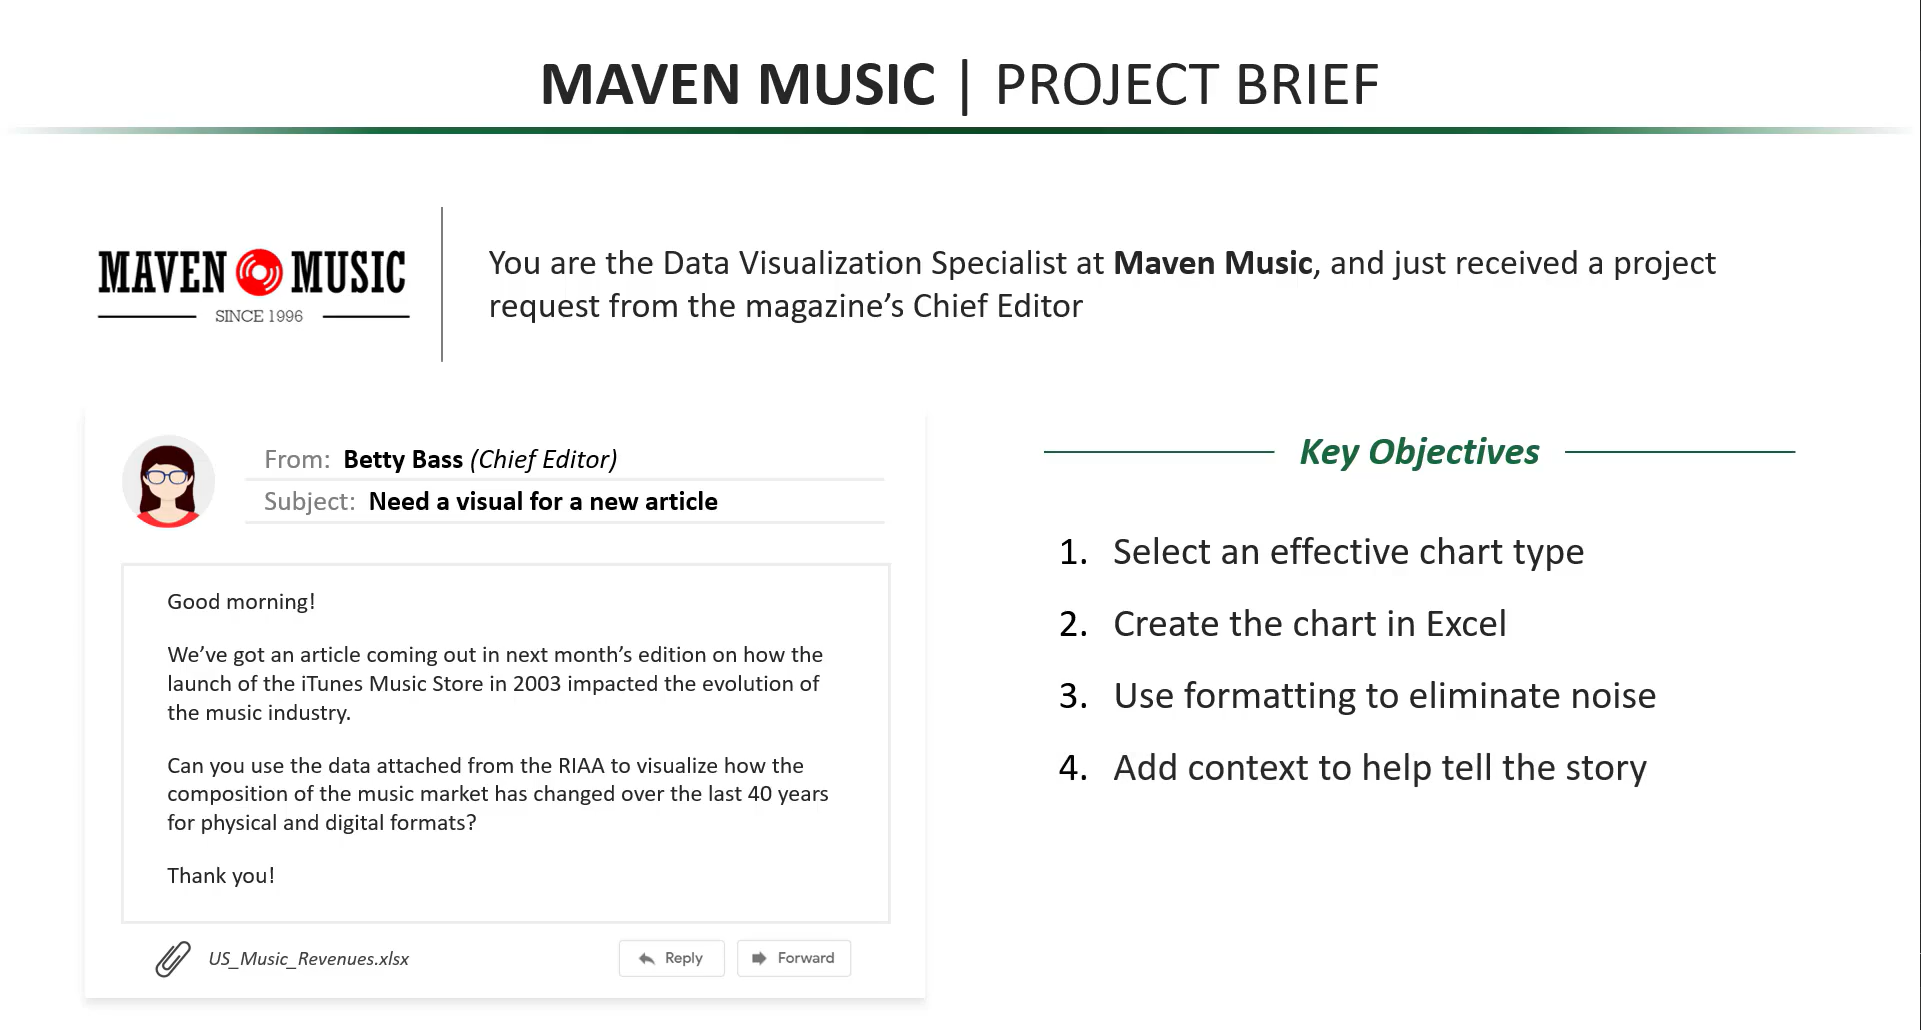 MAVEN MUSIC | PROJECT BRIEF
MAVEN MUSIC
SINCE 1996
You are the Data Visualization Specialist at Maven Music, and just received a project
request from the magazine’s Chief Editor
From: Betty Bass (Chief Editor)
Subject: Need a visual for a new article
Good morning!
We’ve got an article coming out in next month’s edition on how the
launch of the iTunes Music Store in 2003 impacted the evolution of
the music industry.
Can you use the data attached from the RIAA to visualize how the
composition of the music market has changed over the last 40 years
for physical and digital formats?
Thank you!
US_Music_Revenues.xlsx
Reply
Forward
Key Objectives
1. Select an effective chart type
2. Create the chart in Excel
3. Use formatting to eliminate noise
4. Add context to help tell the story